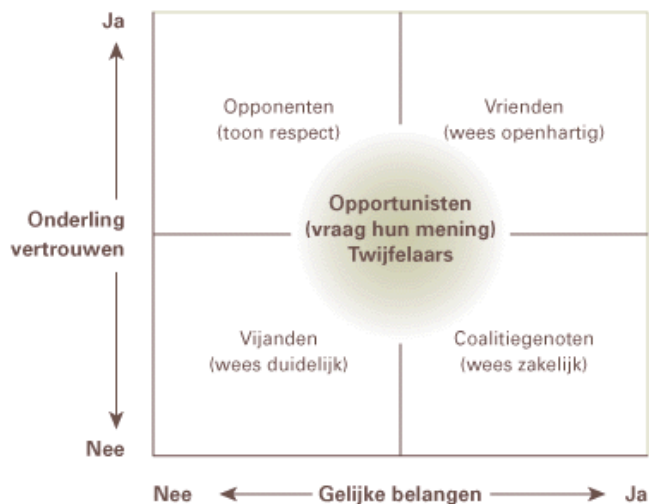 Ja
Opponenten
(toon respect)
Vrienden
(wees openhartig)
Opportunisten
(vraag hun mening)
Twijfelaars
Onderling
vertrouwen
Vijanden
(wees duidelijk)
Coalitiegenoten
(wees zakelijk)
Nee
Nee
Gelijke belangen
Ja